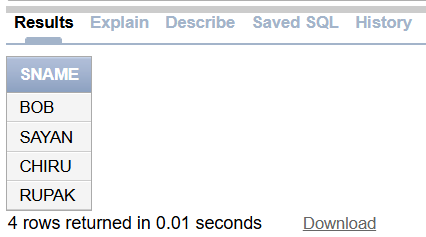 Results Explain Describe Saved SQL History
SNAME
BOB
SAYAN
CHIRU
RUPAK
4 rows returned in 0.01 seconds Download